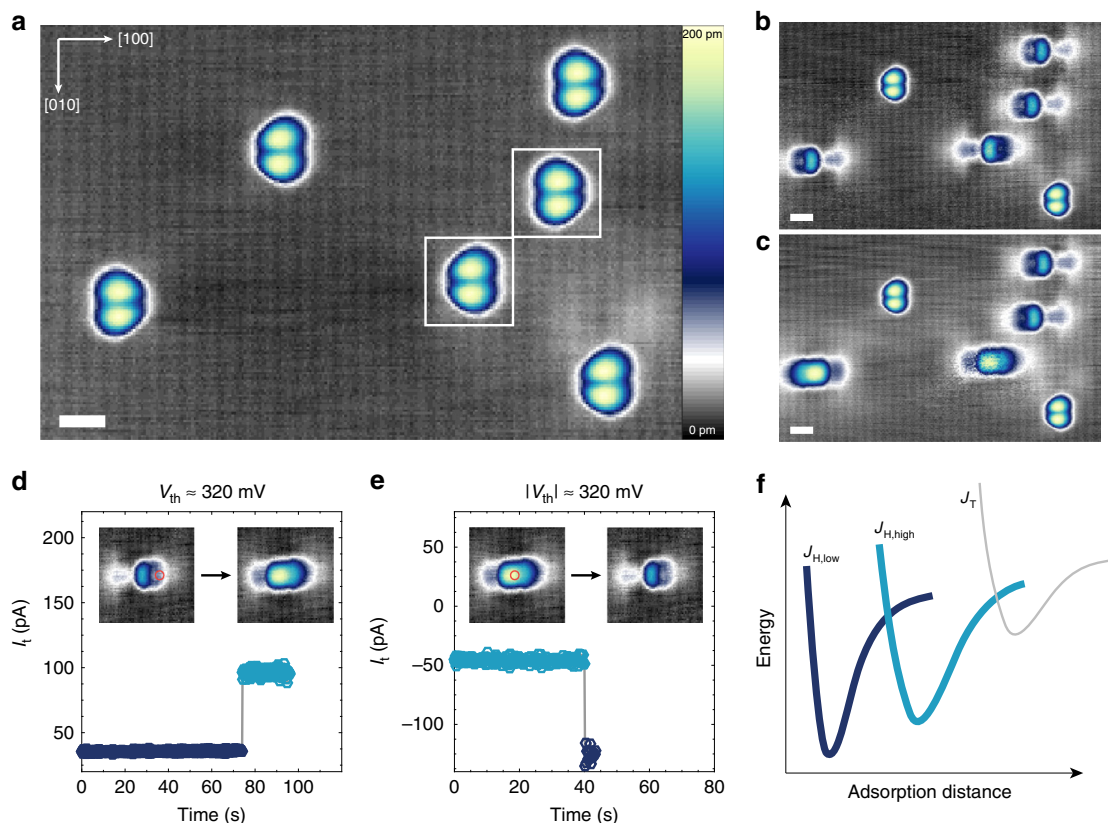 a
200 pm
[100]
[010]
0 pm
b
c
d
V_th ≈ 320 mV
200
150
100
50
I_t (pA)
0 20 40 60 80 100
Time (s)
e
|V_th| ≈ 320 mV
50
0
−50
−100
I_t (pA)
0 20 40 60 80
Time (s)
f
J_T
J_H,high
J_H,low
Energy
Adsorption distance